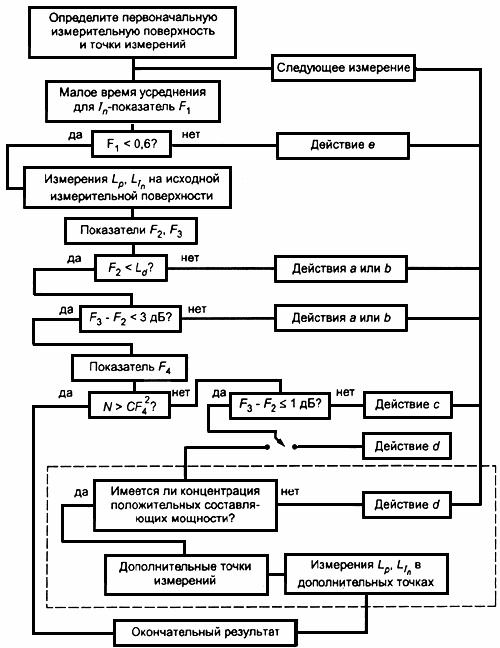 Определите первоначальную
измерительную поверхность
и точки измерений
Следующее измерение
Малое время усреднения
для In-показатель F1
да
F1 < 0,6?
нет
Действие e
Измерения Lp, LIn на исходной
измерительной поверхности
Показатели F2, F3
да
F2 < Ld?
нет
Действия a или b
да
F3 - F2 < 3 дБ?
нет
Действия a или b
Показатель F4
да
N > CF4²?
нет
да
F3 - F2 ≤ 1 дБ?
нет
Действие c
Действие d
да
Имеется ли концентрация
положительных составля-
ющих мощности?
нет
Действие d
Дополнительные точки
измерений
Измерения Lp, LIn в
дополнительных точках
Окончательный результат